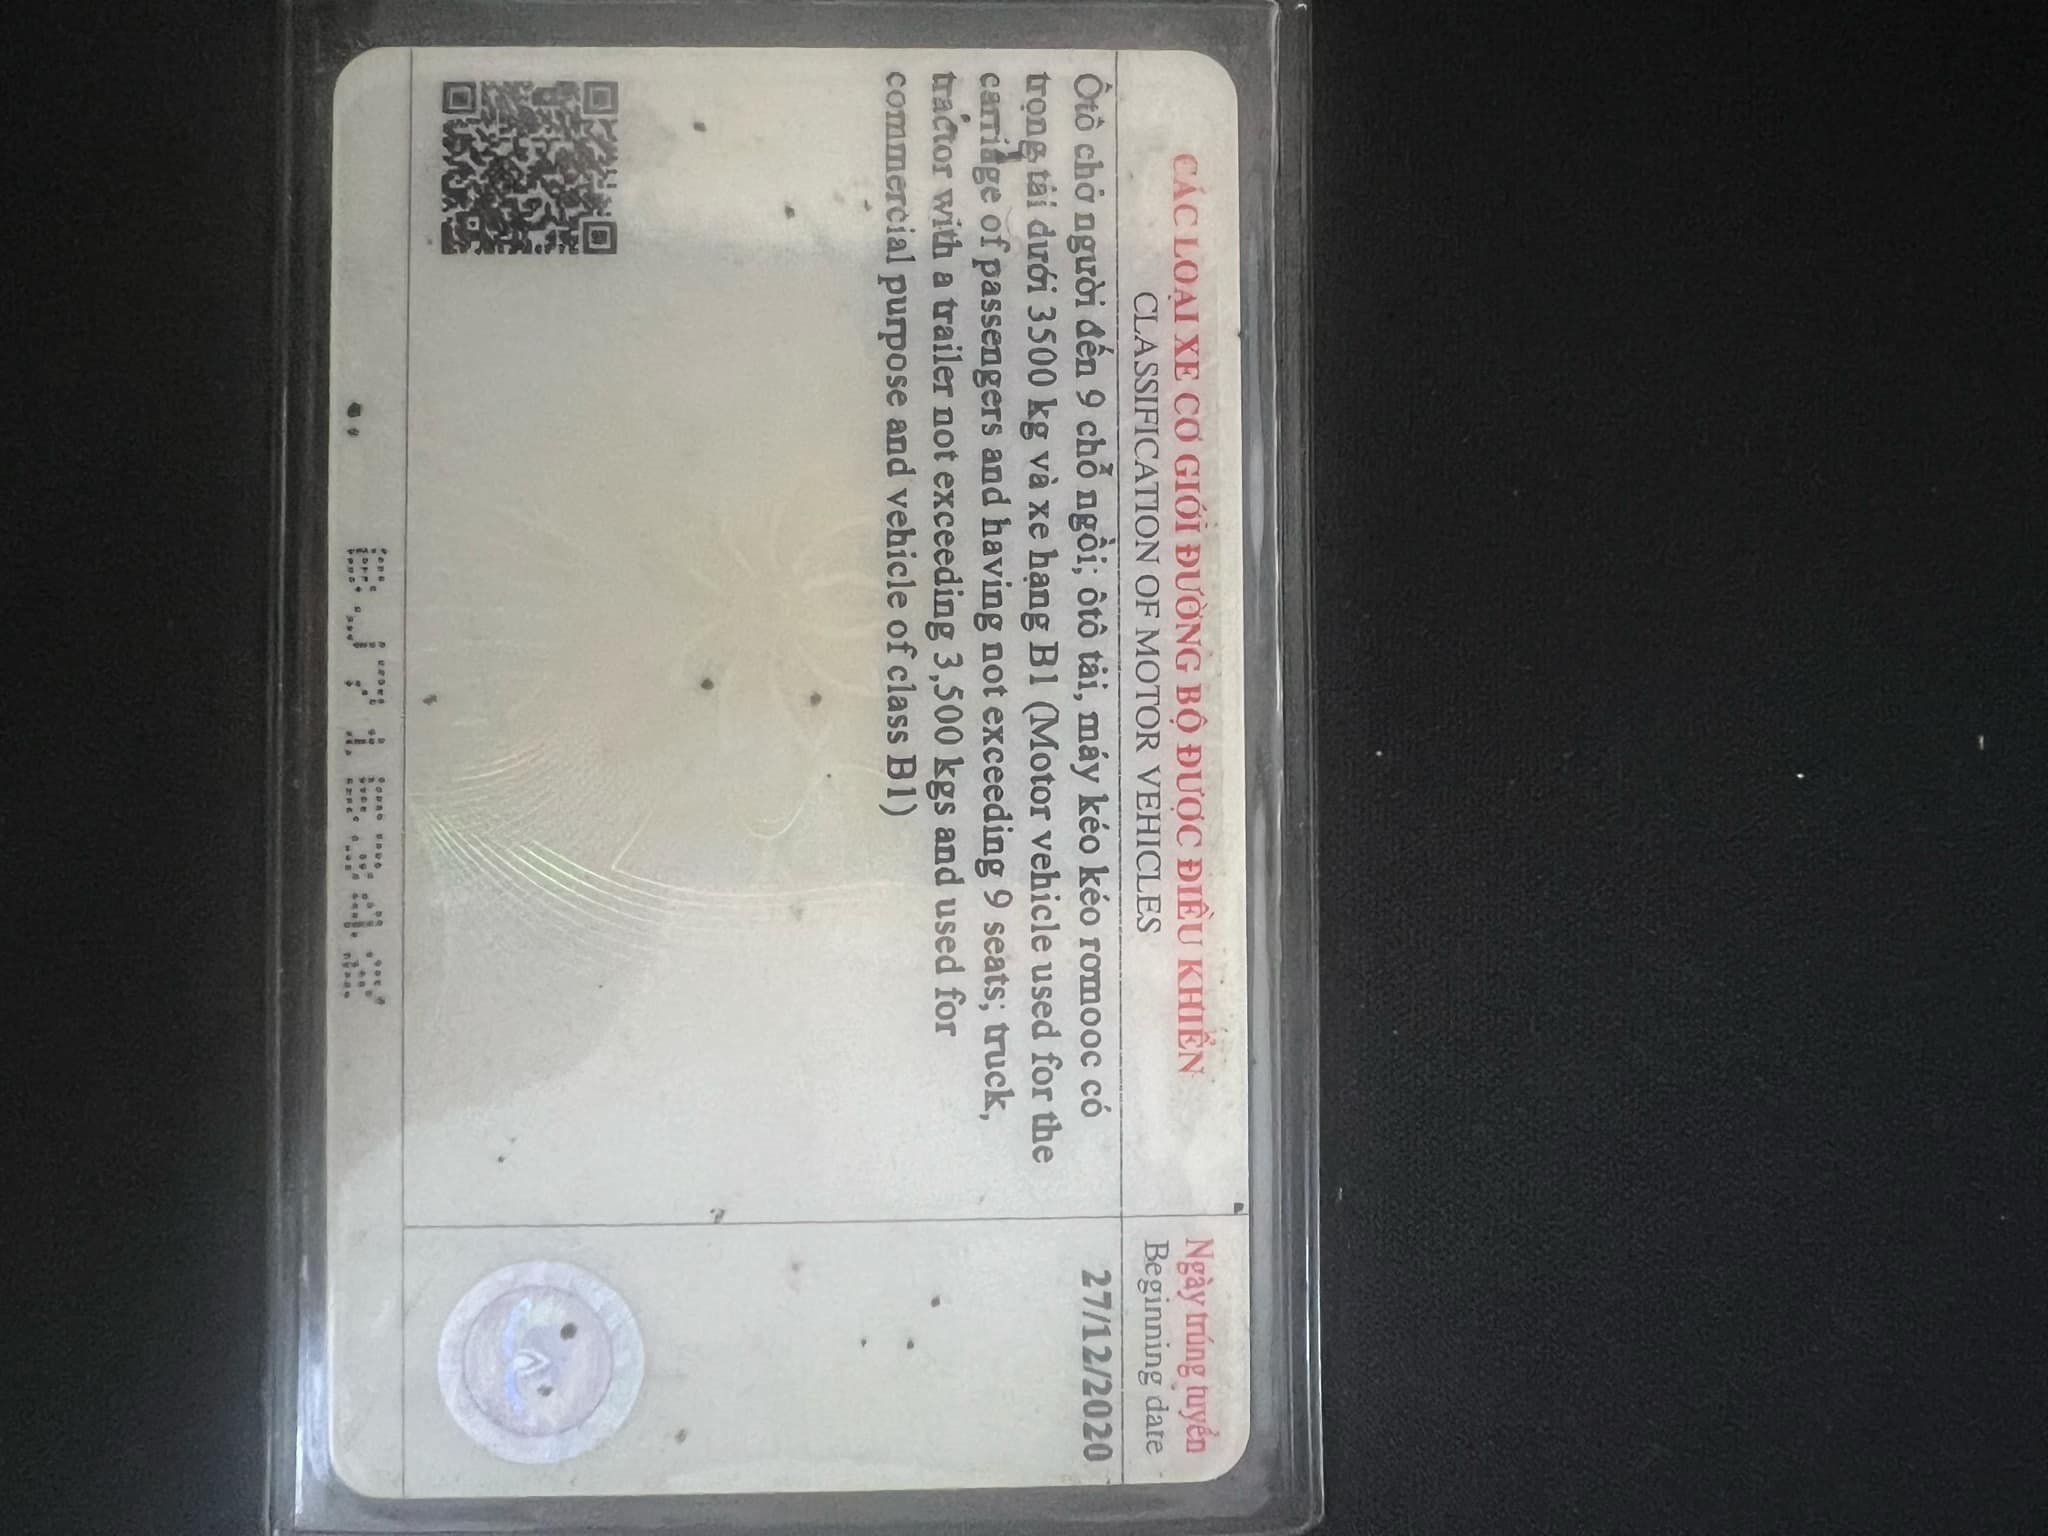 CÁC LOẠI XE CƠ GIỚI ĐƯỜNG BỘ ĐƯỢC ĐIỀU KHIỂN
CLASSIFICATION OF MOTOR VEHICLES
Ngày trúng tuyển
Beginning date
Ôtô chở người đến 9 chỗ ngồi; ôtô tải, máy kéo kéo romooc có
trọng tải dưới 3500 kg và xe hạng B1 (Motor vehicle used for the
carriage of passengers and having not exceeding 9 seats; truck,
tractor with a trailer not exceeding 3,500 kgs and used for
commercial purpose and vehicle of class B1)
27/12/2020